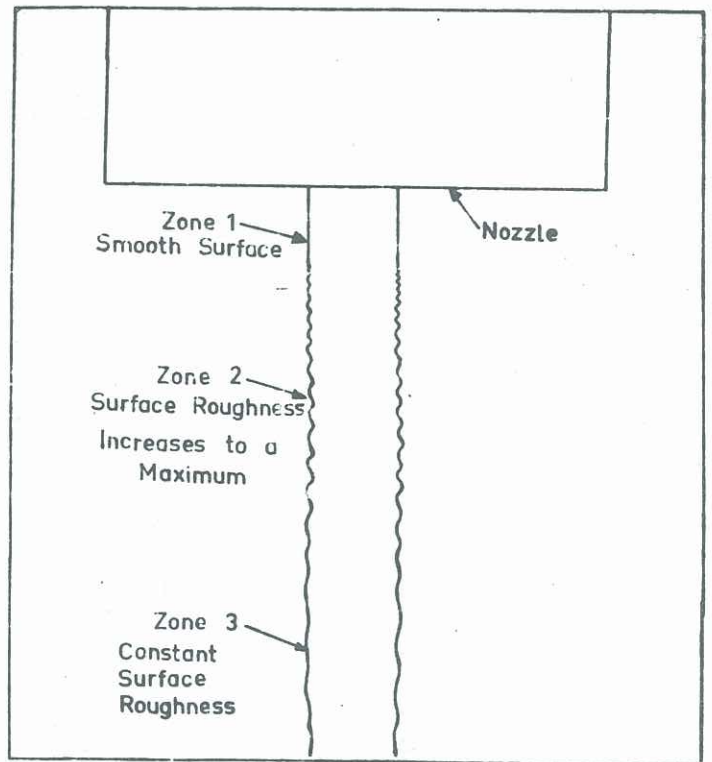 Zone 1
Smooth Surface
Nozzle
Zone 2
Surface Roughness
Increases to a
Maximum
Zone 3
Constant
Surface
Roughness